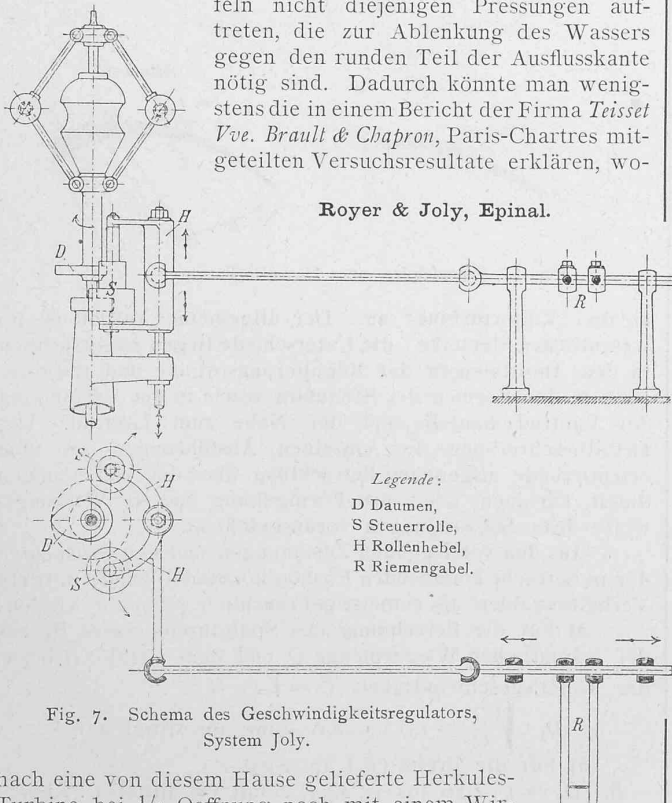 feln nicht diejenigen Pressungen auf-
treten, die zur Ablenkung des Wassers
gegen den runden Teil der Ausflusskante
nötig sind. Dadurch könnte man wenig-
stens die in einem Bericht der Firma Teisset
Vve. Brault & Chapron, Paris-Chartres mit-
geteilten Versuchsresultate erklären, wo-
Royer & Joly, Epinal.
H
D
S
R
S
H
D
S
H
Legende:
D Daumen,
S Steuerrolle,
H Rollenhebel,
R Riemengabel.
R
Fig. 7. Schema des Geschwindigkeitsregulators,
System Joly.
nach eine von diesem Hause gelieferte Herkules-